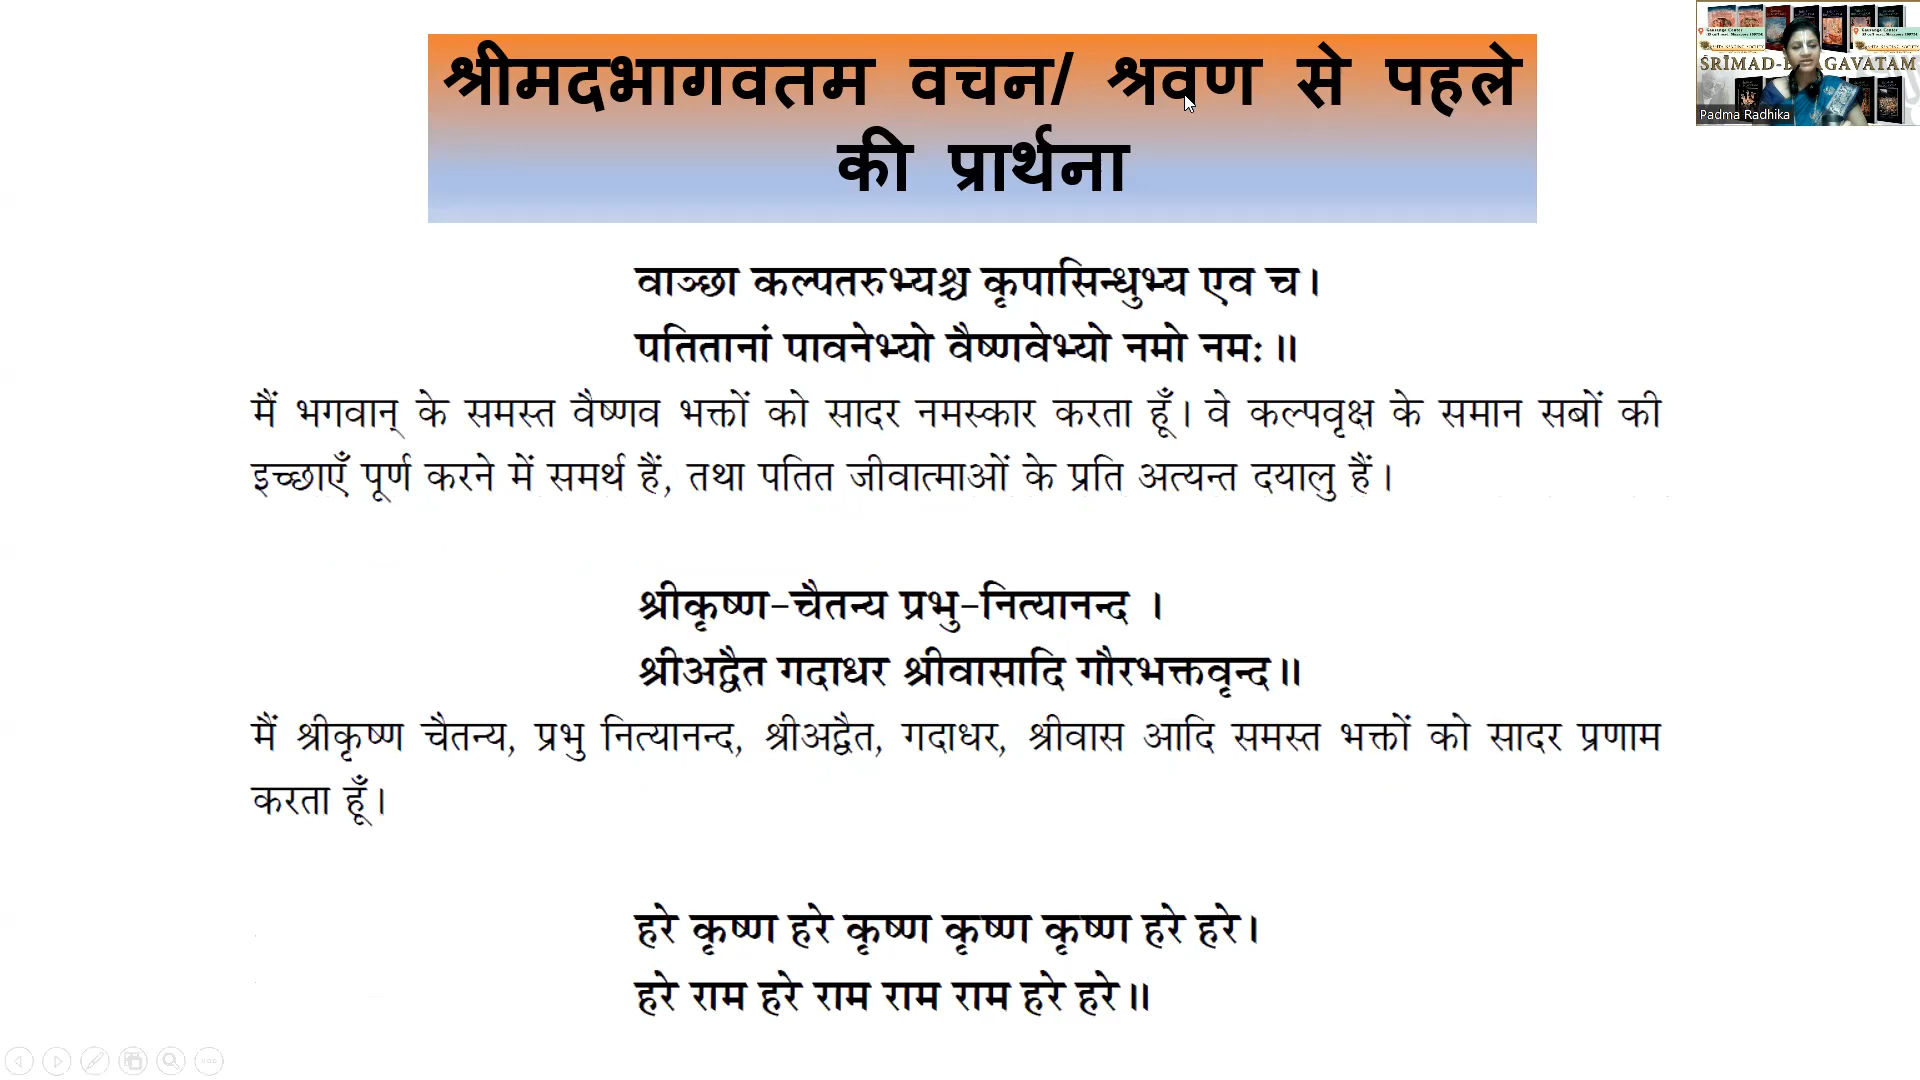 श्रीमदभागवतम वचन/ श्रवण से पहले
की प्रार्थना
SRĪMAD-BHAGAVATAM
Padma Radhika
वाञ्छा कल्पतरुभ्यश्च कृपासिन्धुभ्य एव च।
पतितानां पावनेभ्यो वैष्णवेभ्यो नमो नमः॥
मैं भगवान् के समस्त वैष्णव भक्तों को सादर नमस्कार करता हूँ। वे कल्पवृक्ष के समान सबों की
इच्छाएँ पूर्ण करने में समर्थ हैं, तथा पतित जीवात्माओं के प्रति अत्यन्त दयालु हैं।
श्रीकृष्ण-चैतन्य प्रभु-नित्यानन्द ।
श्रीअद्वैत गदाधर श्रीवासादि गौरभक्तवृन्द॥
मैं श्रीकृष्ण चैतन्य, प्रभु नित्यानन्द, श्रीअद्वैत, गदाधर, श्रीवास आदि समस्त भक्तों को सादर प्रणाम
करता हूँ।
हरे कृष्ण हरे कृष्ण कृष्ण कृष्ण हरे हरे।
हरे राम हरे राम राम राम हरे हरे॥